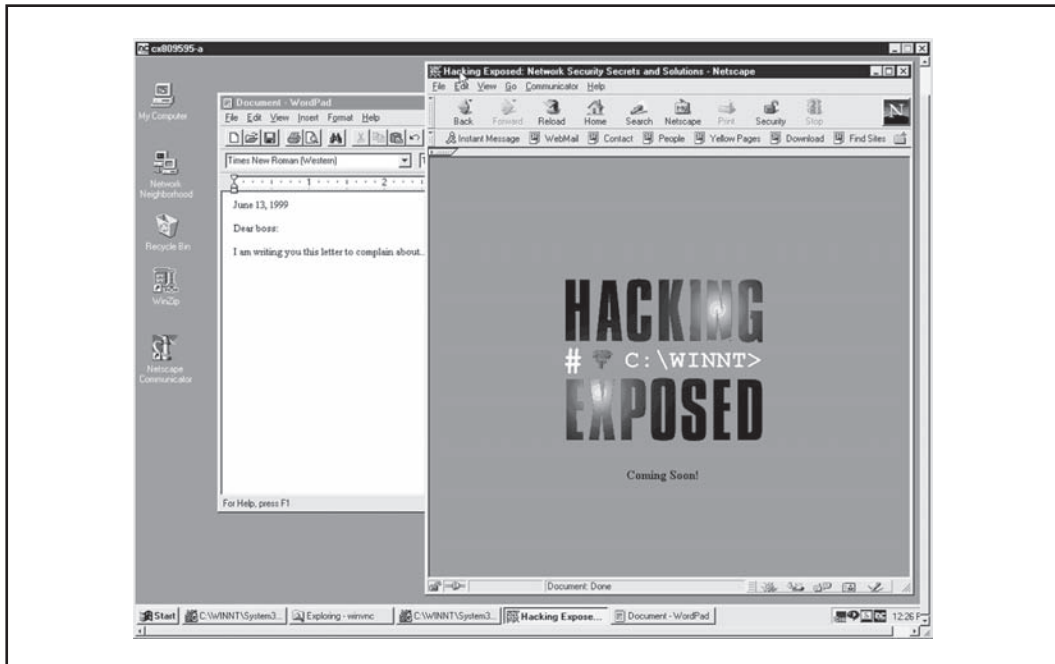 cx809595-a
My Computer
Network
Neighborhood
Recycle Bin
WinZip
Netscape
Communicator
Document - WordPad
File Edit View Insert Format Help
Times New Roman (Western)
1 2
June 13, 1999
Dear boss:
I am writing you this letter to complain about..
For Help, press F1
Hacking Exposed: Network Security Secrets and Solutions - Netscape
File Edit View Go Communicator Help
Back Forward Reload Home Search Netscape Print Security Stop
N
Instant Message WebMail Contact People Yellow Pages Download Find Sites
HACKING
# C:\WINNT>
EXPOSED
Coming Soon!
Document: Done
Start C:\WINNT\System3... Exploring - winvnc C:\WINNT\System3... Hacking Expose... Document - WordPad 12:26 P